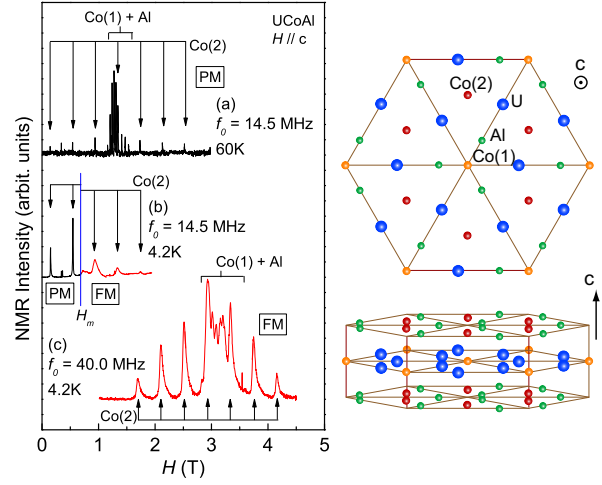 Co(1) + Al
UCoAl
H // c
Co(2)
PM
(a)
f₀ = 14.5 MHz
60K
Co(2)
(b)
f₀ = 14.5 MHz
4.2K
PM
FM
Hₘ
Co(1) + Al
FM
(c)
f₀ = 40.0 MHz
4.2K
Co(2)
0 1 2 3 4 5
H (T)
NMR Intensity (arbit. units)
c
Co(2)
U
Al
Co(1)
c